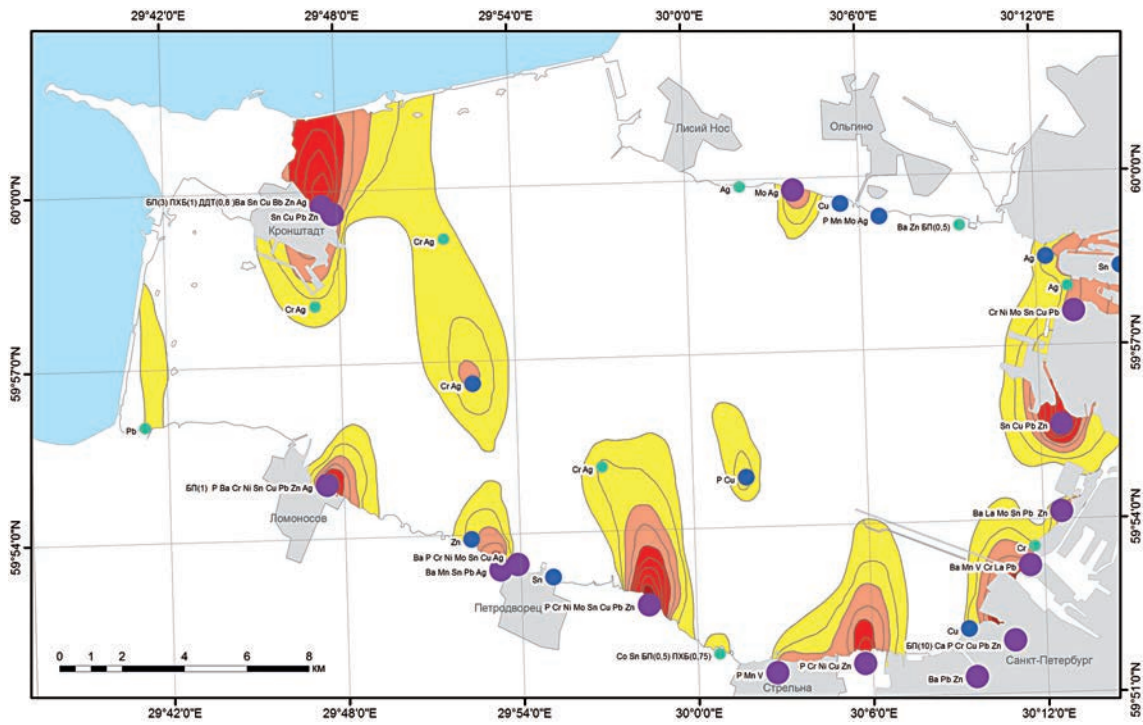 29°42'0"E
29°48'0"E
29°54'0"E
30°00'0"E
30°6'0"E
30°12'0"E
60°0'0"N
60°0'0"N
59°57'0"N
59°57'0"N
59°54'0"N
59°54'0"N
59°51'0"N
Лисий Нос
Ольгино
Ag
Mo Ag
Cu
P Mn Mo Ag
Ba Zn БП(0,5)
БП(3) ПХБ(1) ДДТ(0,8 )Ba Sn Cu Bb Zn Ag
Sn Cu Pb Zn
Кронштадт
Cr Ag
Cr Ag
Ag
Sn
Ag
Cr Ni Mo Sn Cu Pb
Cr Ag
Pb
Sn Cu Pb Zn
Cr Ag
P Cu
БП(1) P Ba Cr Ni Sn Cu Pb Zn Ag
Ломоносов
Ba La Mo Sn Pb Zn
Zn
Cr
Ba P Cr Ni Mo Sn Cu Ag
Ba Mn Sn Pb Ag
Sn
Ba Mn V Cr La Pb
Петродворец
P Cr Ni Mo Sn Cu Pb Zn
Cu
БП(10) Ca P Cr Cu Pb Zn
Санкт-Петербург
Co Sn БП(0,5) ПХБ(0,75)
P Cr Ni Cu Zn
P Mn V
Ba Pb Zn
Стрельна
0 1 2 4 6 8
КМ
29°42'0"E
29°48'0"E
29°54'0"E
30°00'0"E
30°6'0"E
30°12'0"E